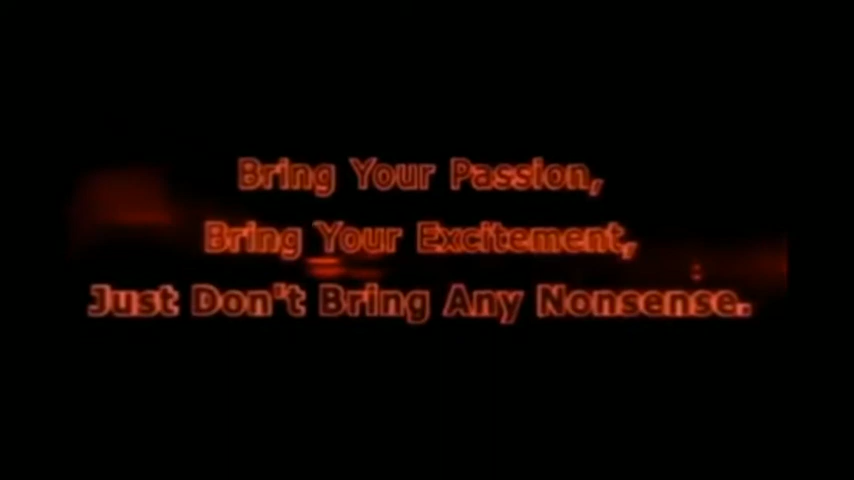 Bring Your Passion,
Bring Your Excitement,
Just Don't Bring Any Nonsense.